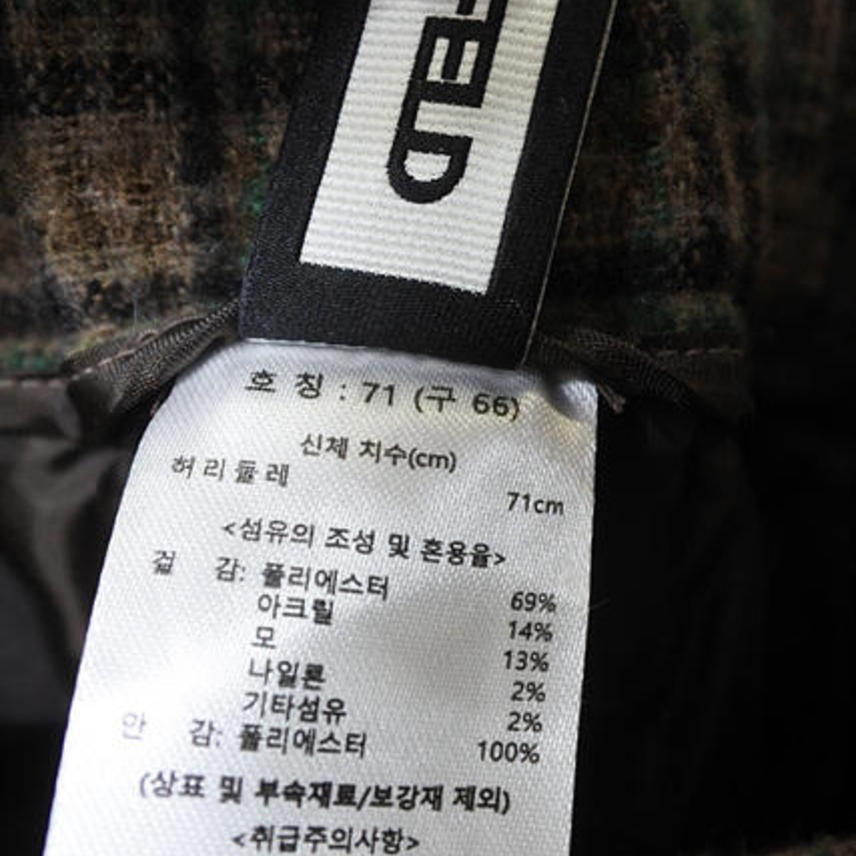 FELD
호 칭 : 71 (구 66)
신체 치수(cm)
허리둘레 71cm
<섬유의 조성 및 혼용율>
겉 감: 폴리에스터 69%
아크릴 14%
모 13%
나일론 2%
기타섬유 2%
안 감: 폴리에스터 100%
(상표 및 부속재료/보강재 제외)
<취급주의사항>